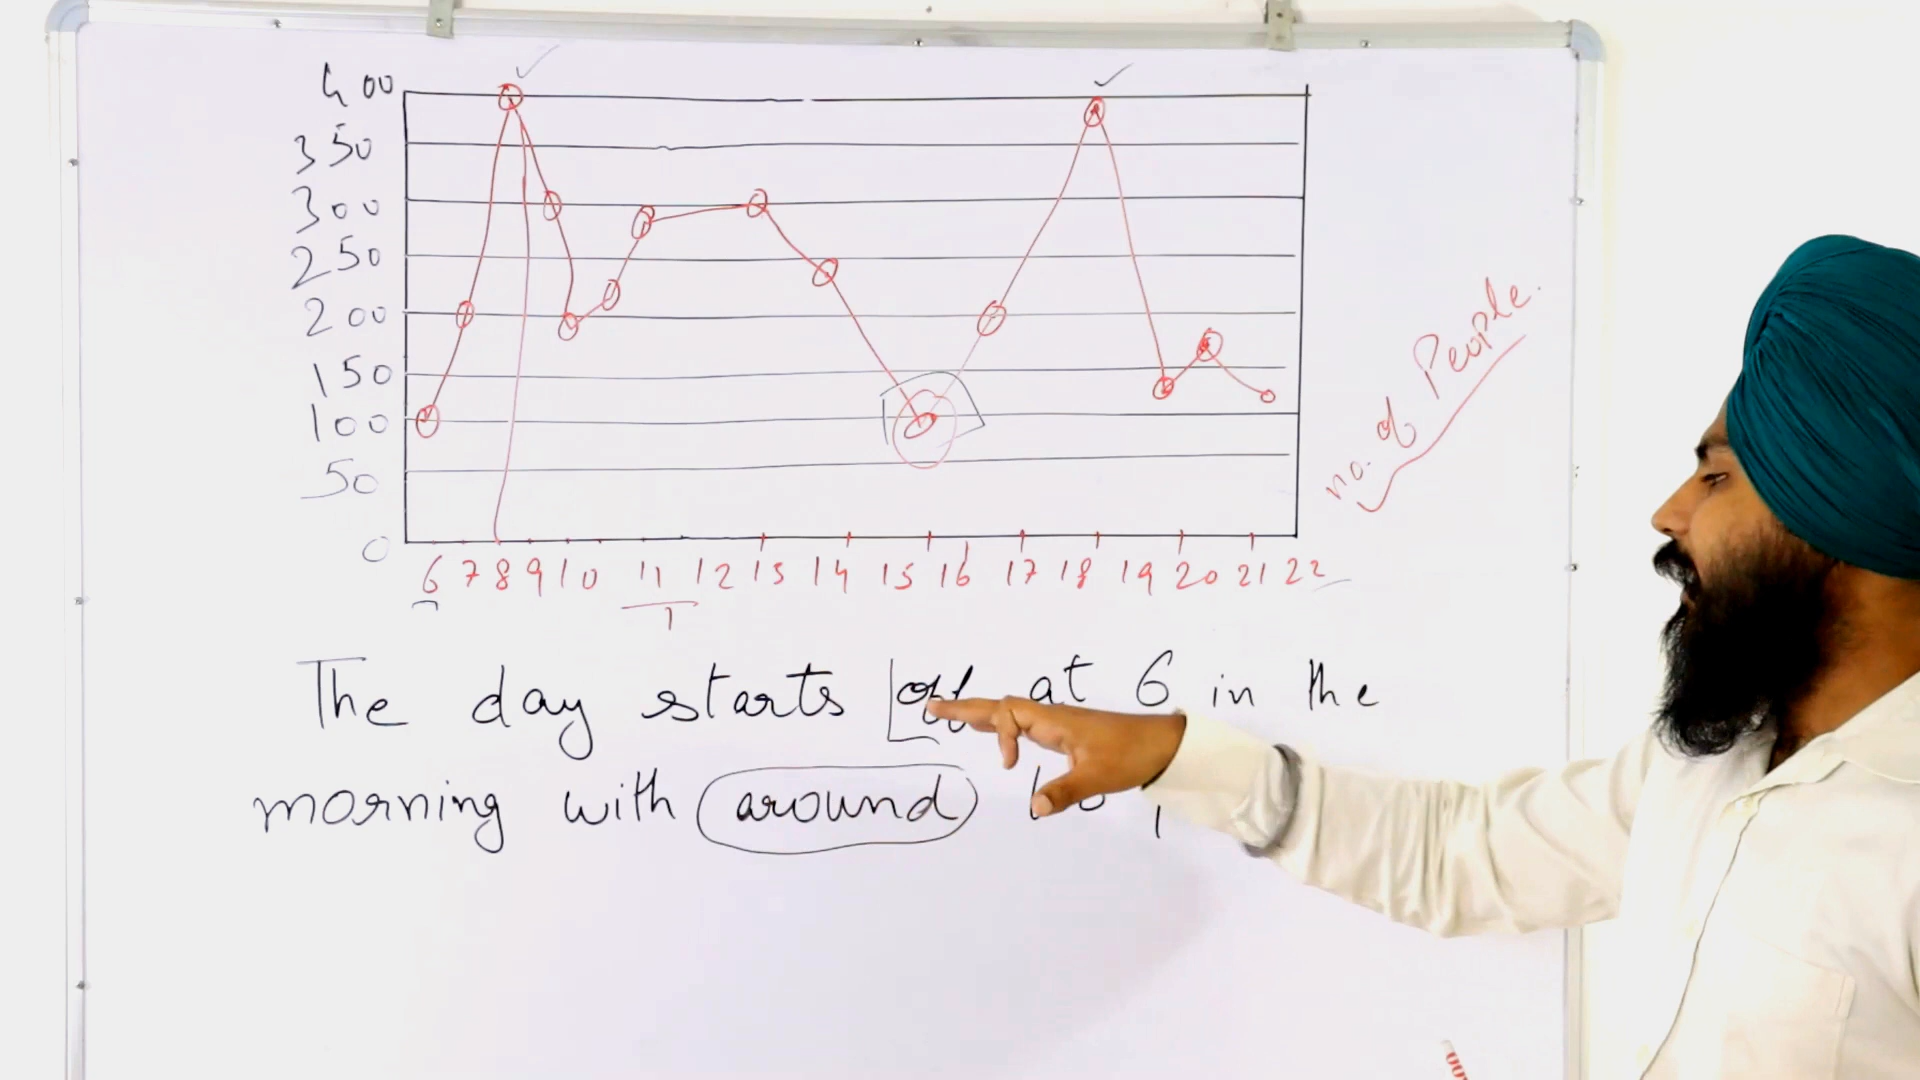 400
350
300
250
200
150
100
50
0
6 7 8 9 10 11 12 13 14 15 16 17 18 19 20 21 22
1
no. of People.
The day starts off at 6 in the
morning with around